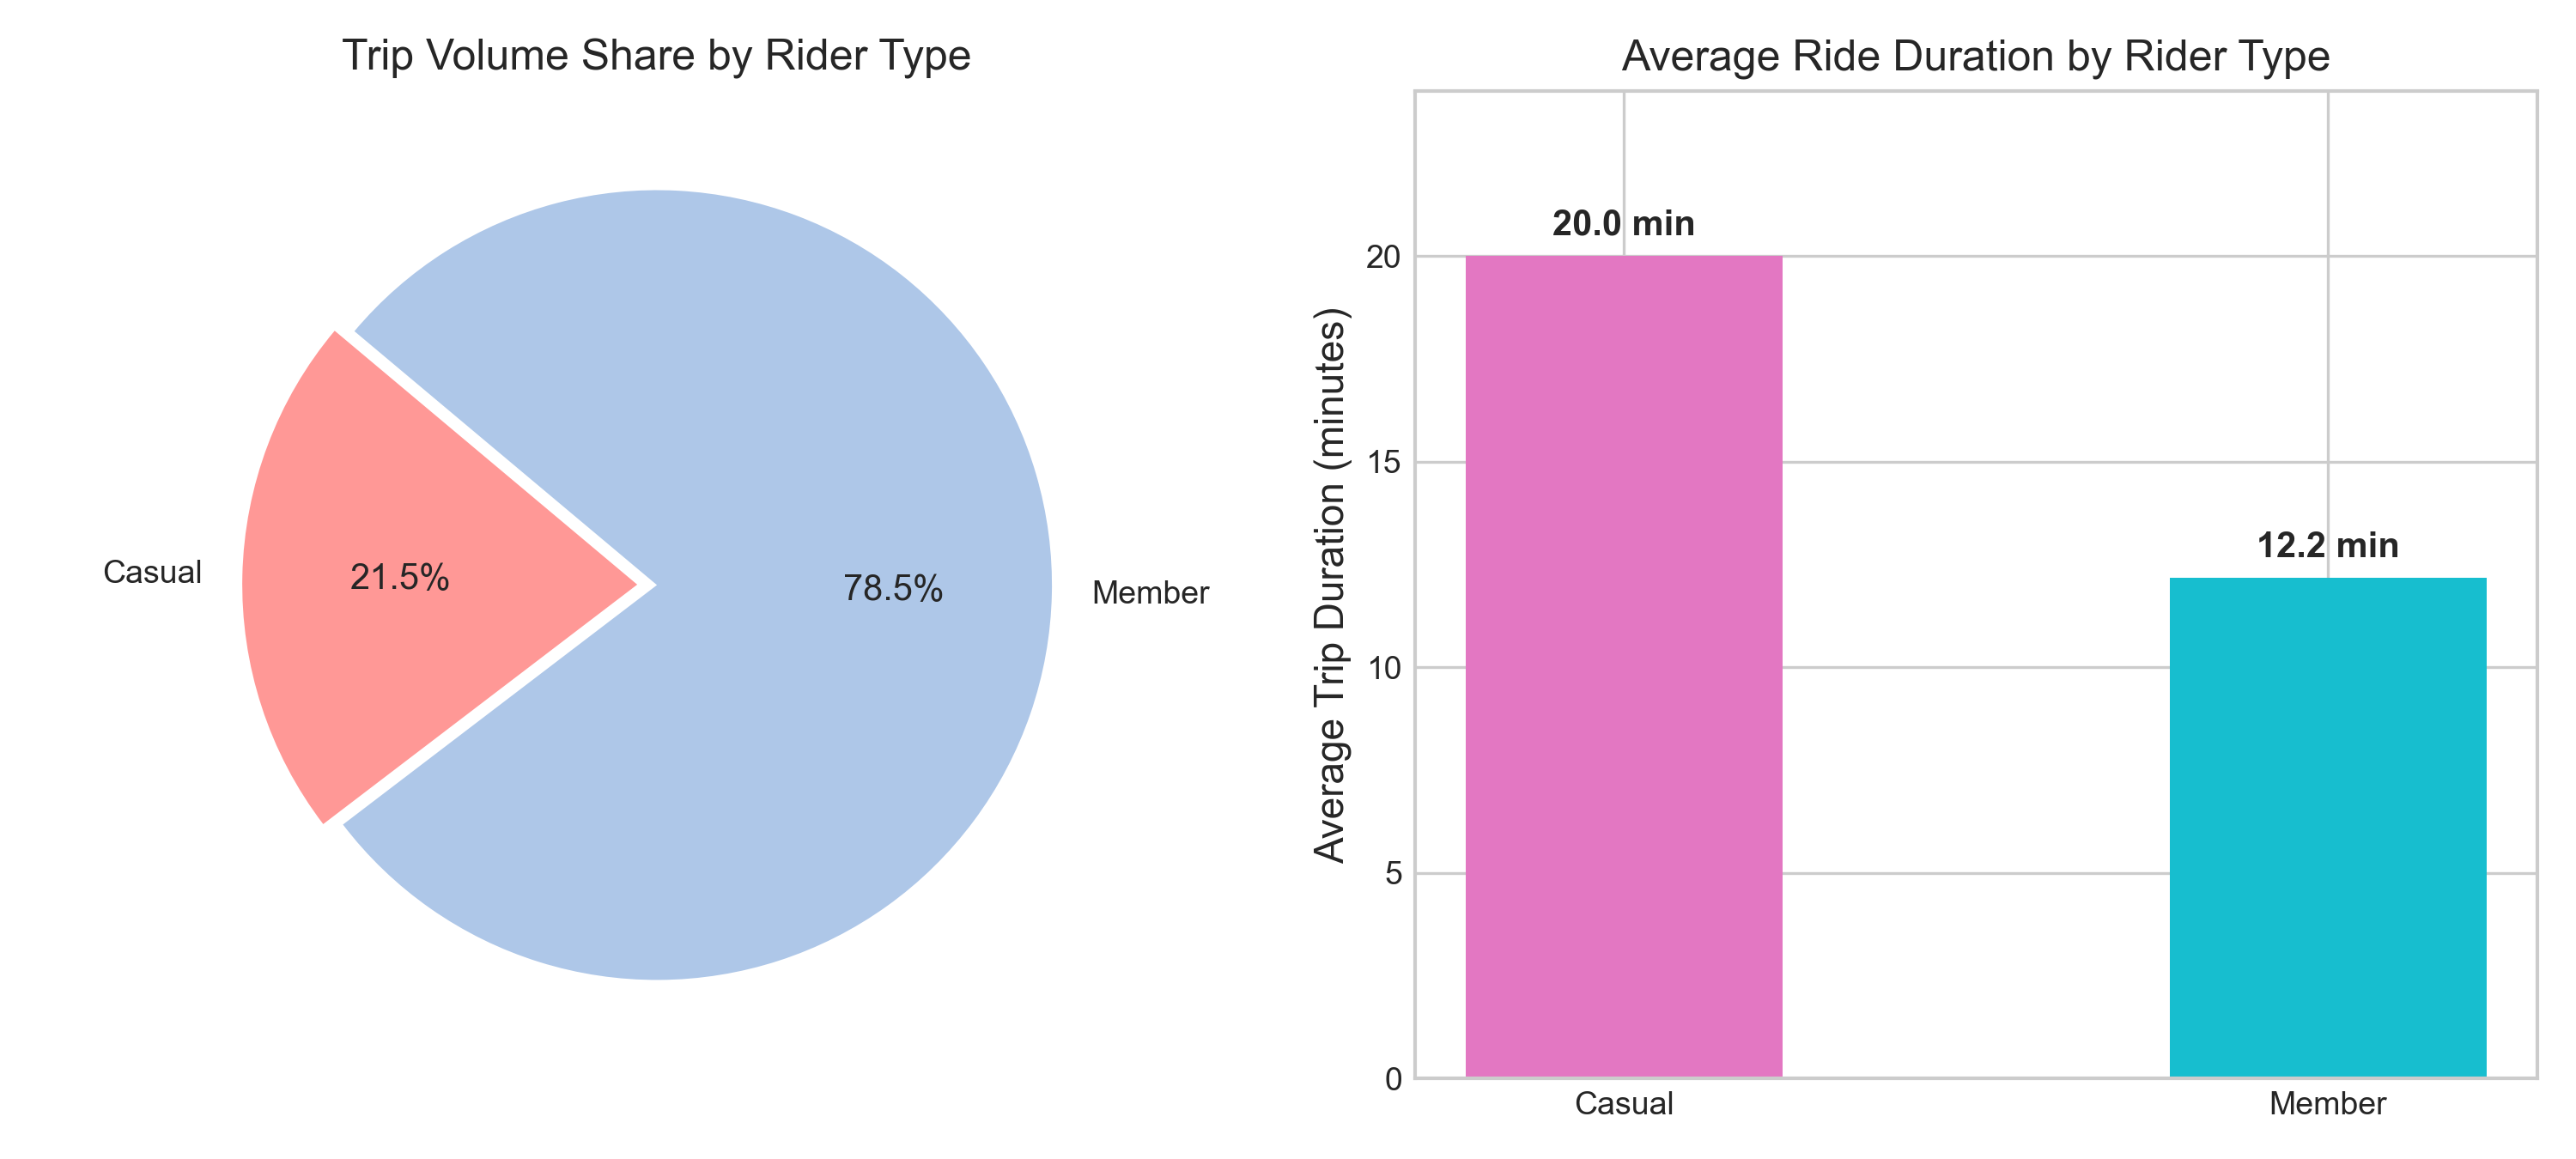 Trip Volume Share by Rider Type
Casual
21.5%
78.5%
Member
Average Ride Duration by Rider Type
Average Trip Duration (minutes)
20
15
10
5
0
20.0 min
12.2 min
Casual
Member